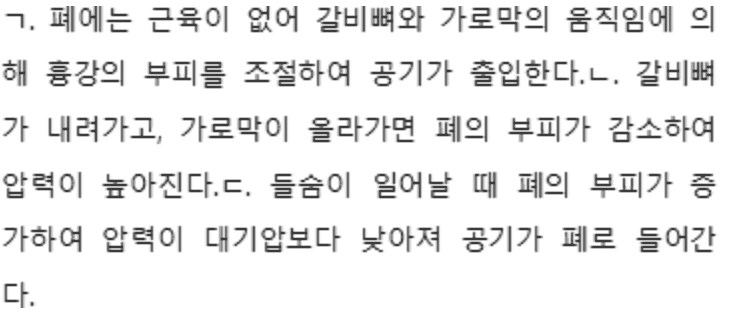 ㄱ. 폐에는 근육이 없어 갈비뼈와 가로막의 움직임에 의
해 흉강의 부피를 조절하여 공기가 출입한다.ㄴ. 갈비뼈
가 내려가고, 가로막이 올라가면 폐의 부피가 감소하여
압력이 높아진다.ㄷ. 들숨이 일어날 때 폐의 부피가 증
가하여 압력이 대기압보다 낮아져 공기가 폐로 들어간
다.